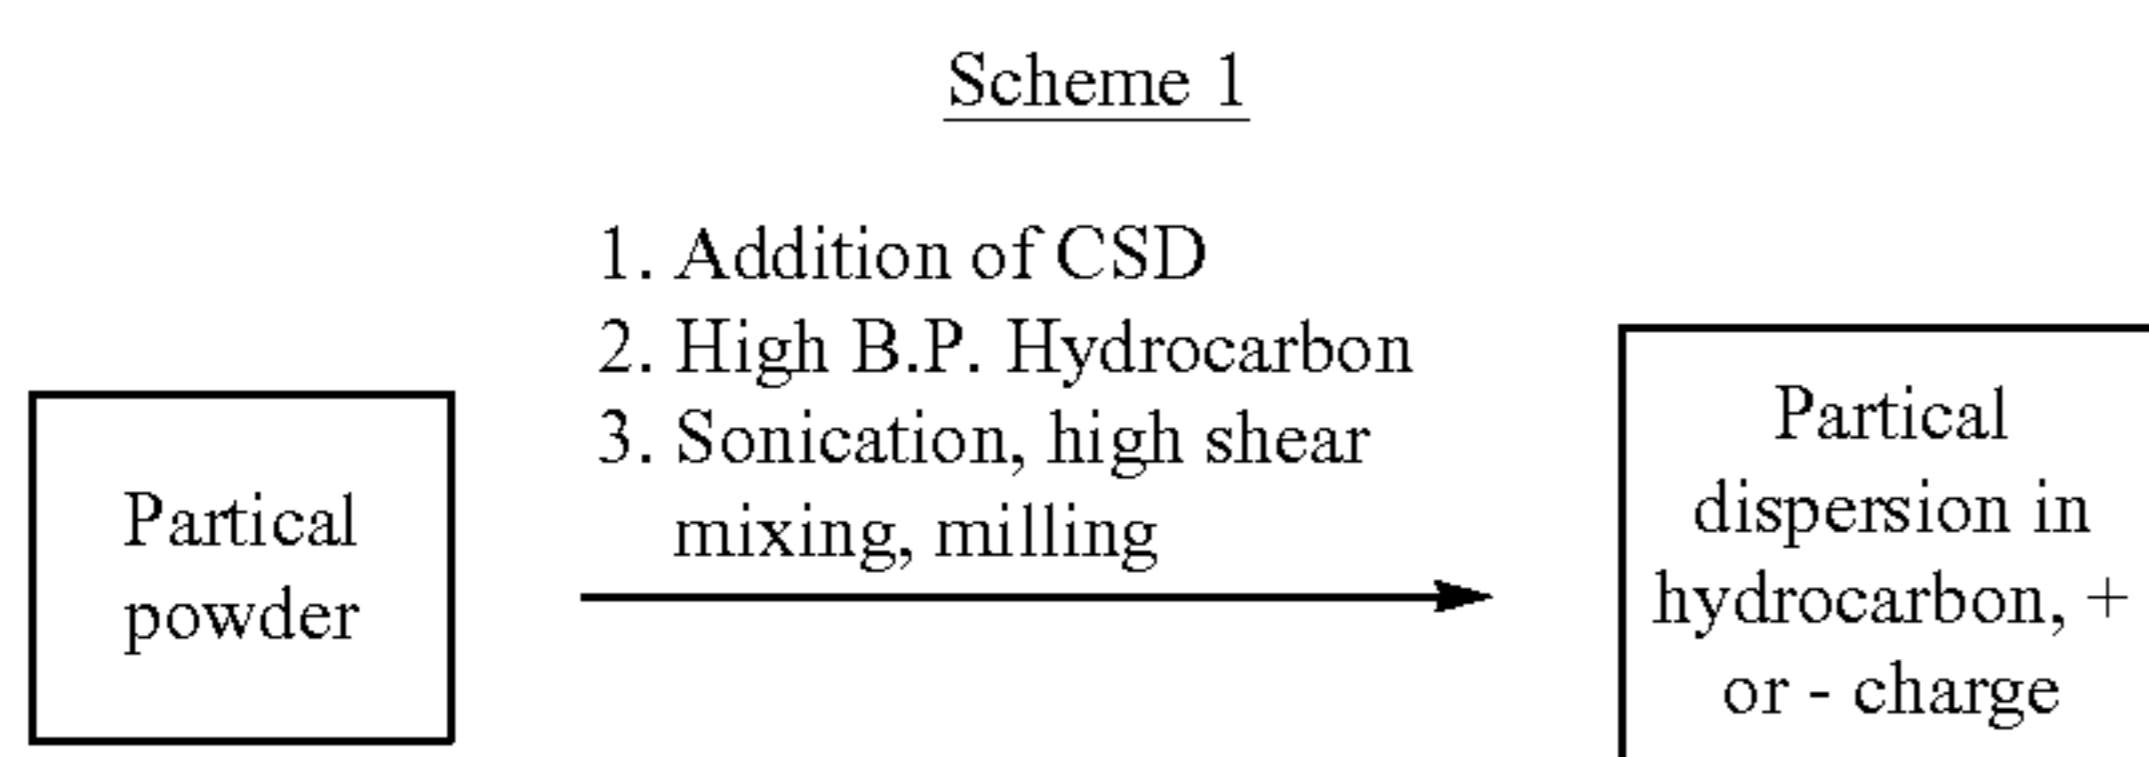 Scheme 1
1. Addition of CSD
2. High B.P. Hydrocarbon
3. Sonication, high shear
mixing, milling
Partical
powder
Partical
dispersion in
hydrocarbon, +
or - charge